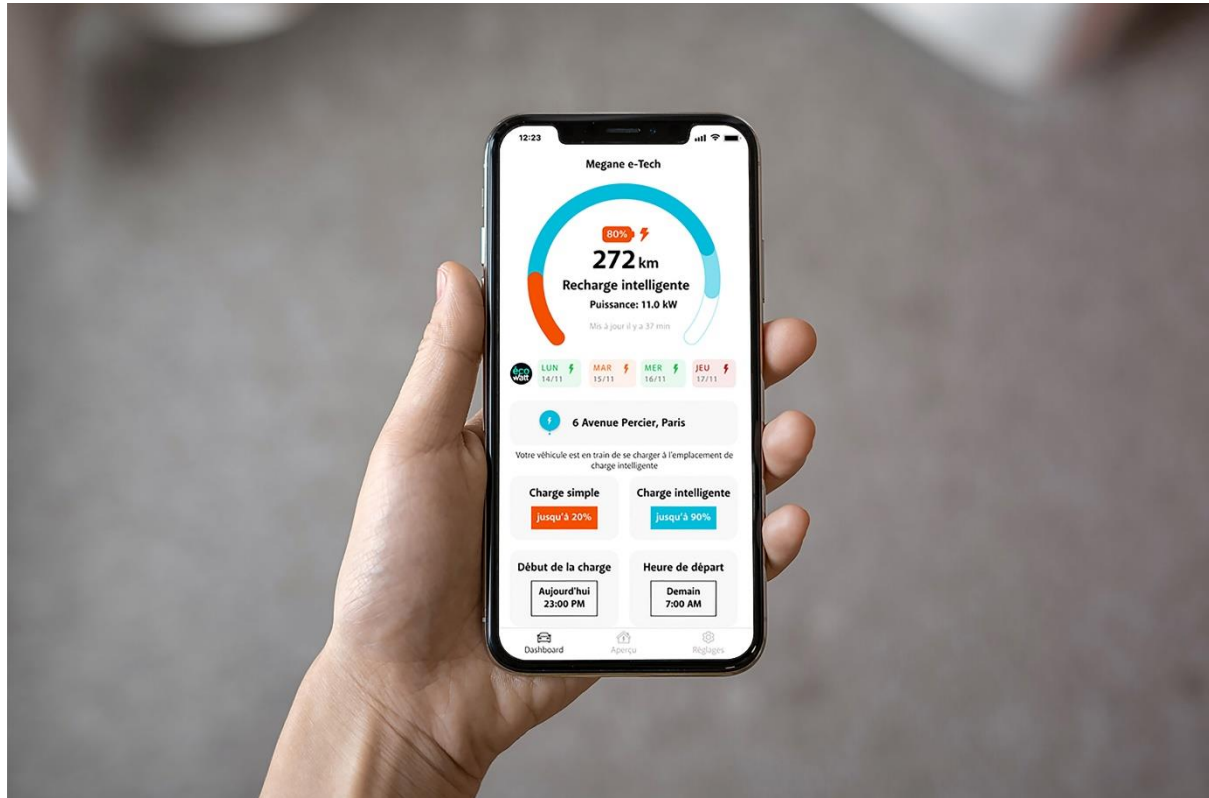 12:23
Megane e-Tech
80%
272 km
Recharge intelligente
Puissance: 11.0 kW
Mis à jour il y a 37 min
éco
watt
LUN
14/11
MAR
15/11
MER
16/11
JEU
17/11
6 Avenue Percier, Paris
Votre véhicule est en train de se charger à l'emplacement de
charge intelligente
Charge simple
jusqu'à 20%
Charge intelligente
jusqu'à 90%
Début de la charge
Aujourd'hui
23:00 PM
Heure de départ
Demain
7:00 AM
Dashboard
Aperçu
Réglages